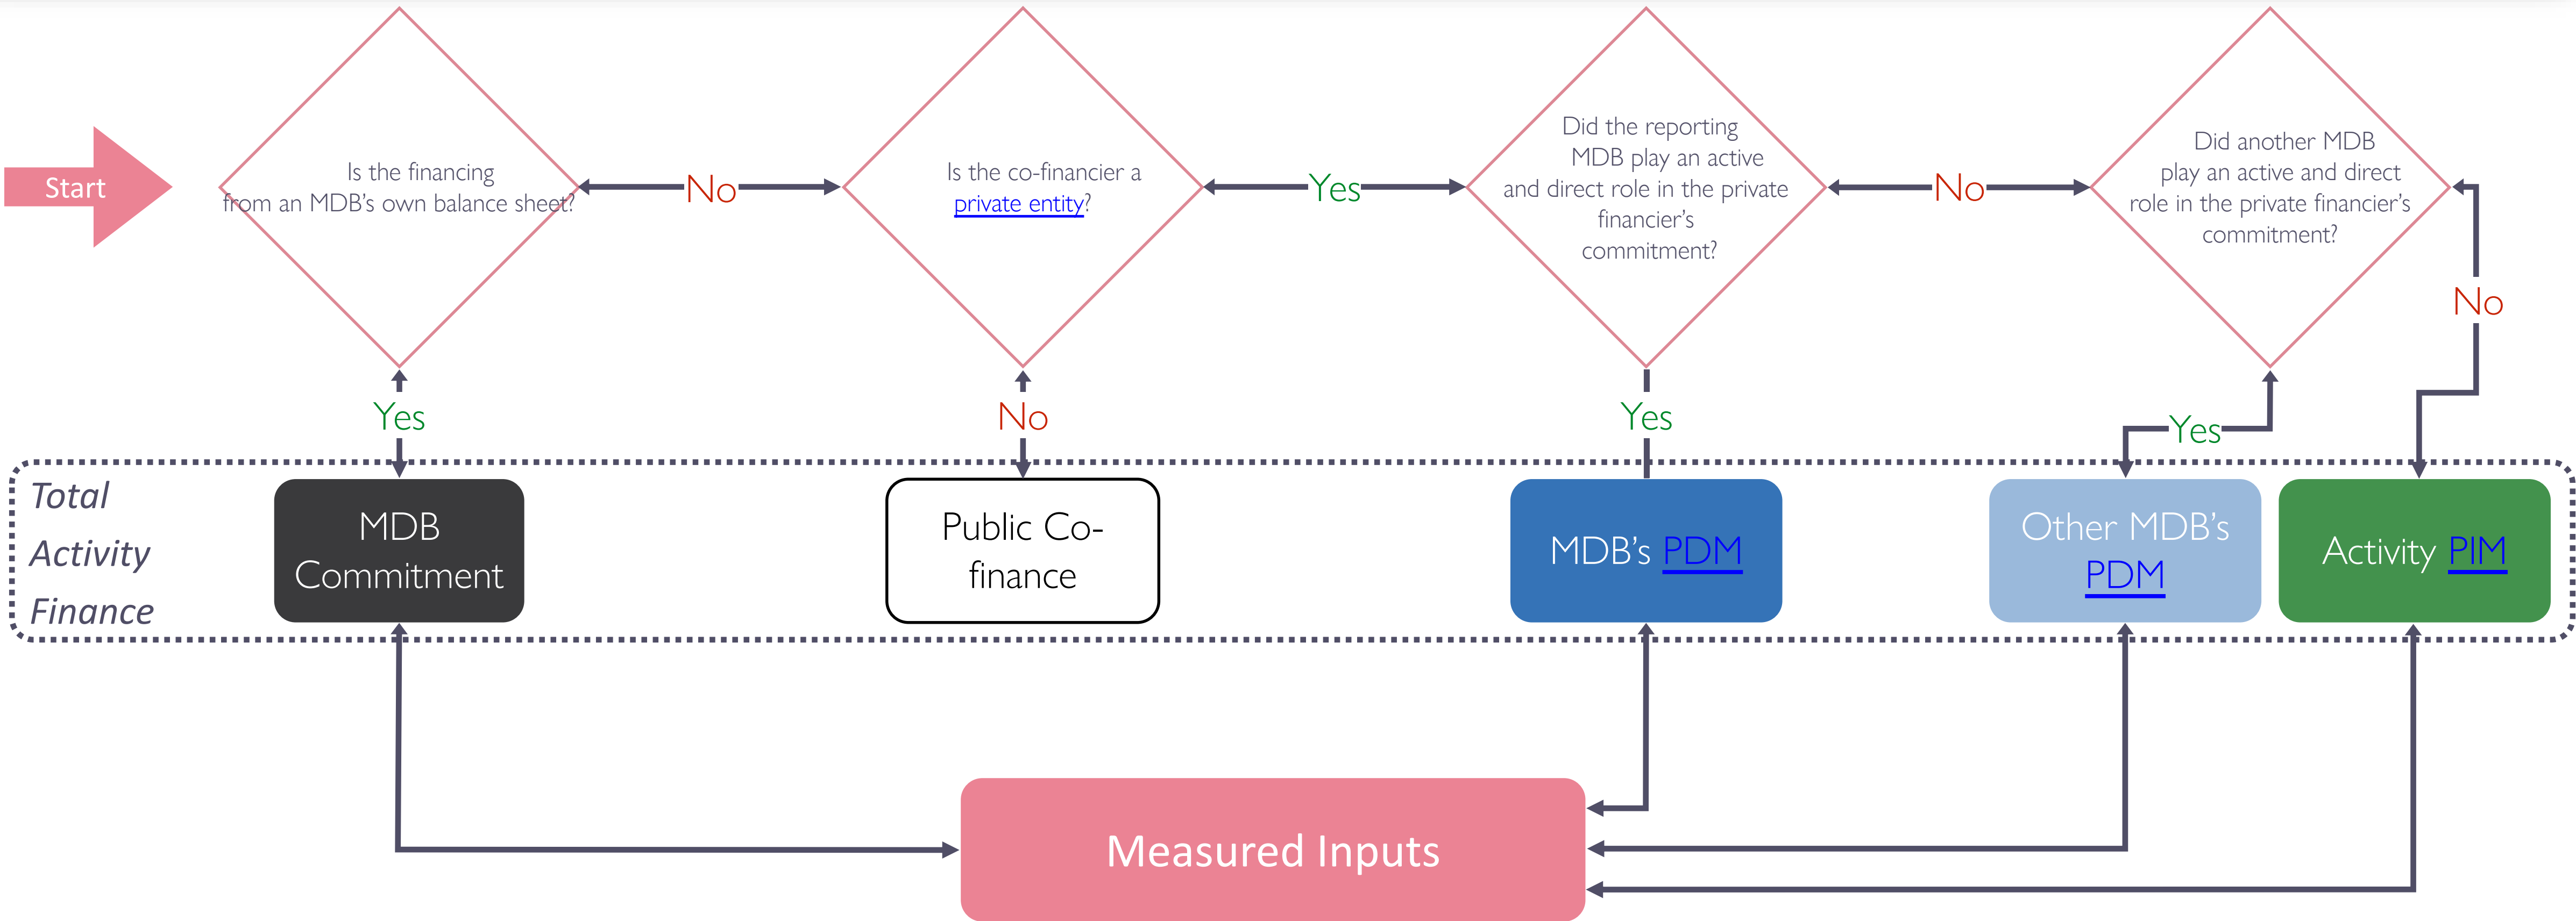 Start
Is the financing
from an MDB's own balance sheet?
No
Is the co-financier a
private entity?
Yes
Did the reporting
MDB play an active
and direct role in the private
financier's
commitment?
No
Did another MDB
play an active and direct
role in the private financier's
commitment?
No
Yes
No
Yes
Yes
Total
Activity
Finance
MDB
Commitment
Public Co-
finance
MDB's PDM
Other MDB's
PDM
Activity PIM
Measured Inputs